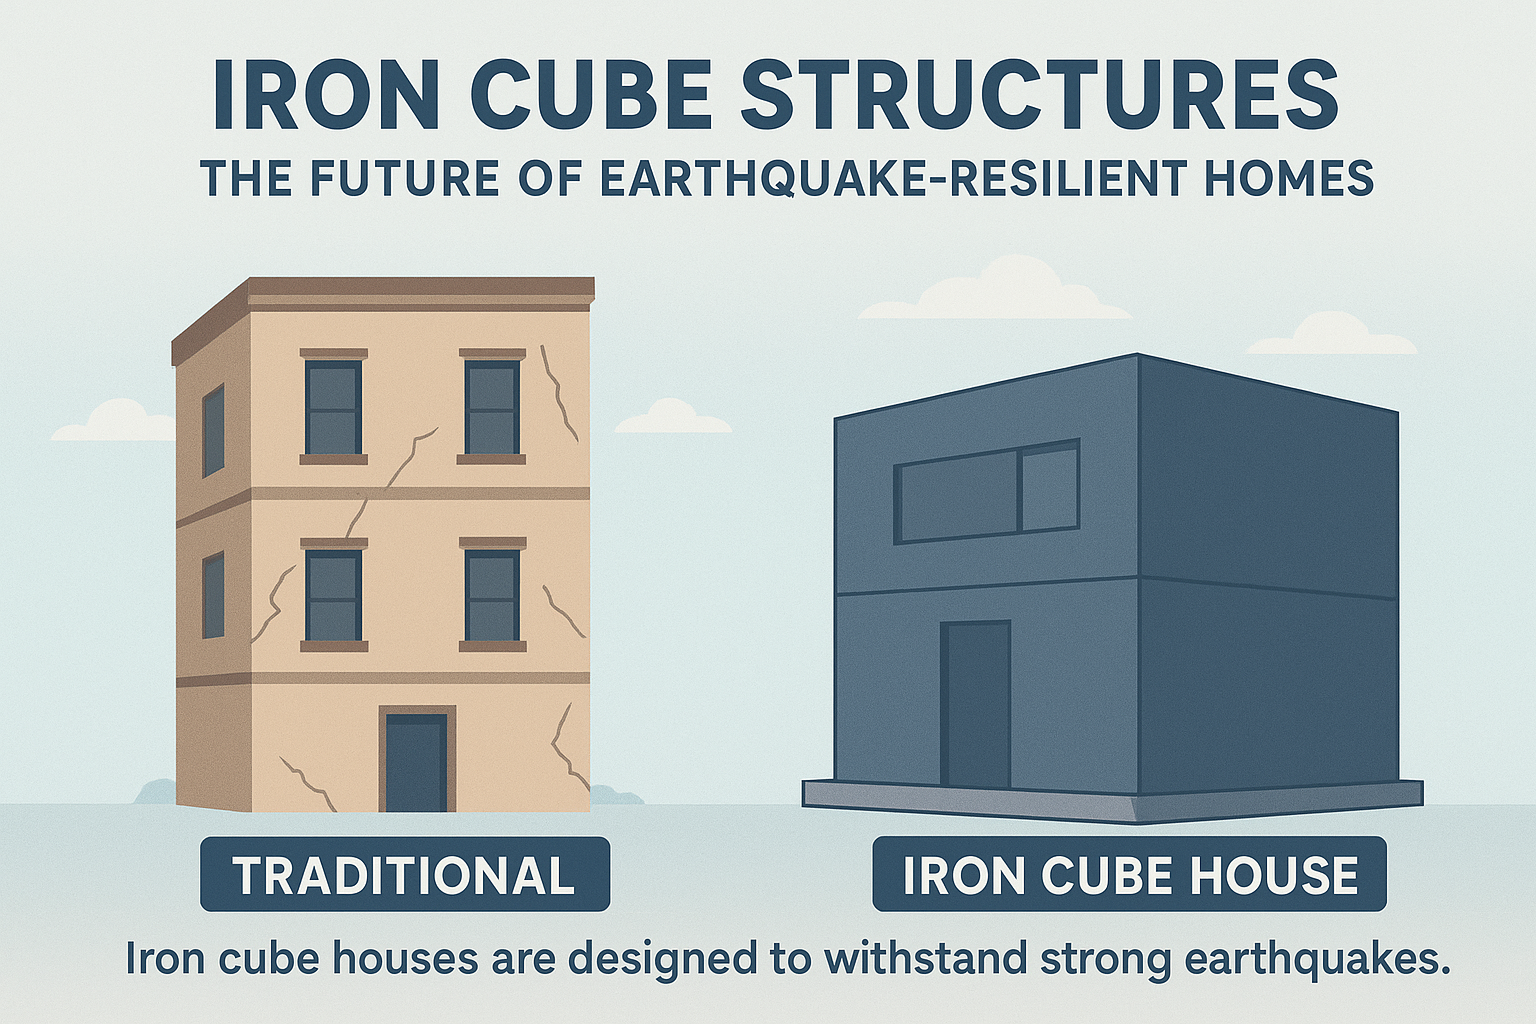 IRON CUBE STRUCTURES
THE FUTURE OF EARTHQUAKE-RESILIENT HOMES
TRADITIONAL
IRON CUBE HOUSE
Iron cube houses are designed to withstand strong earthquakes.